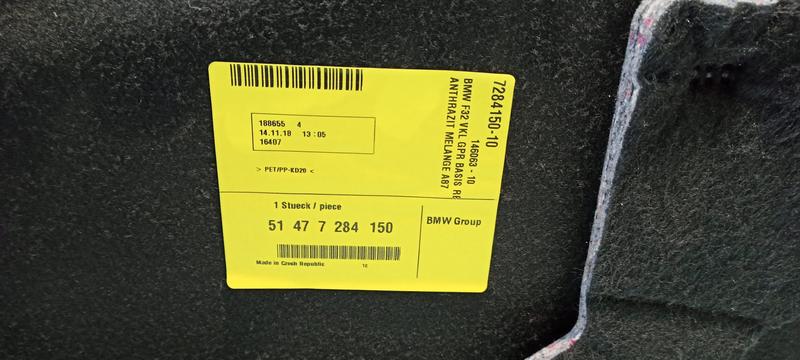 188655 4
14.11.18 13:05
16407
> PET/PP-KD20 <
7284150-10
146063 - 10
BMW F32 VKL GPR BASIS RE
ANTHRAZIT MELANGE A87
1 Stueck / piece
51 47 7 284 150
BMW Group
Made in Czech Republic